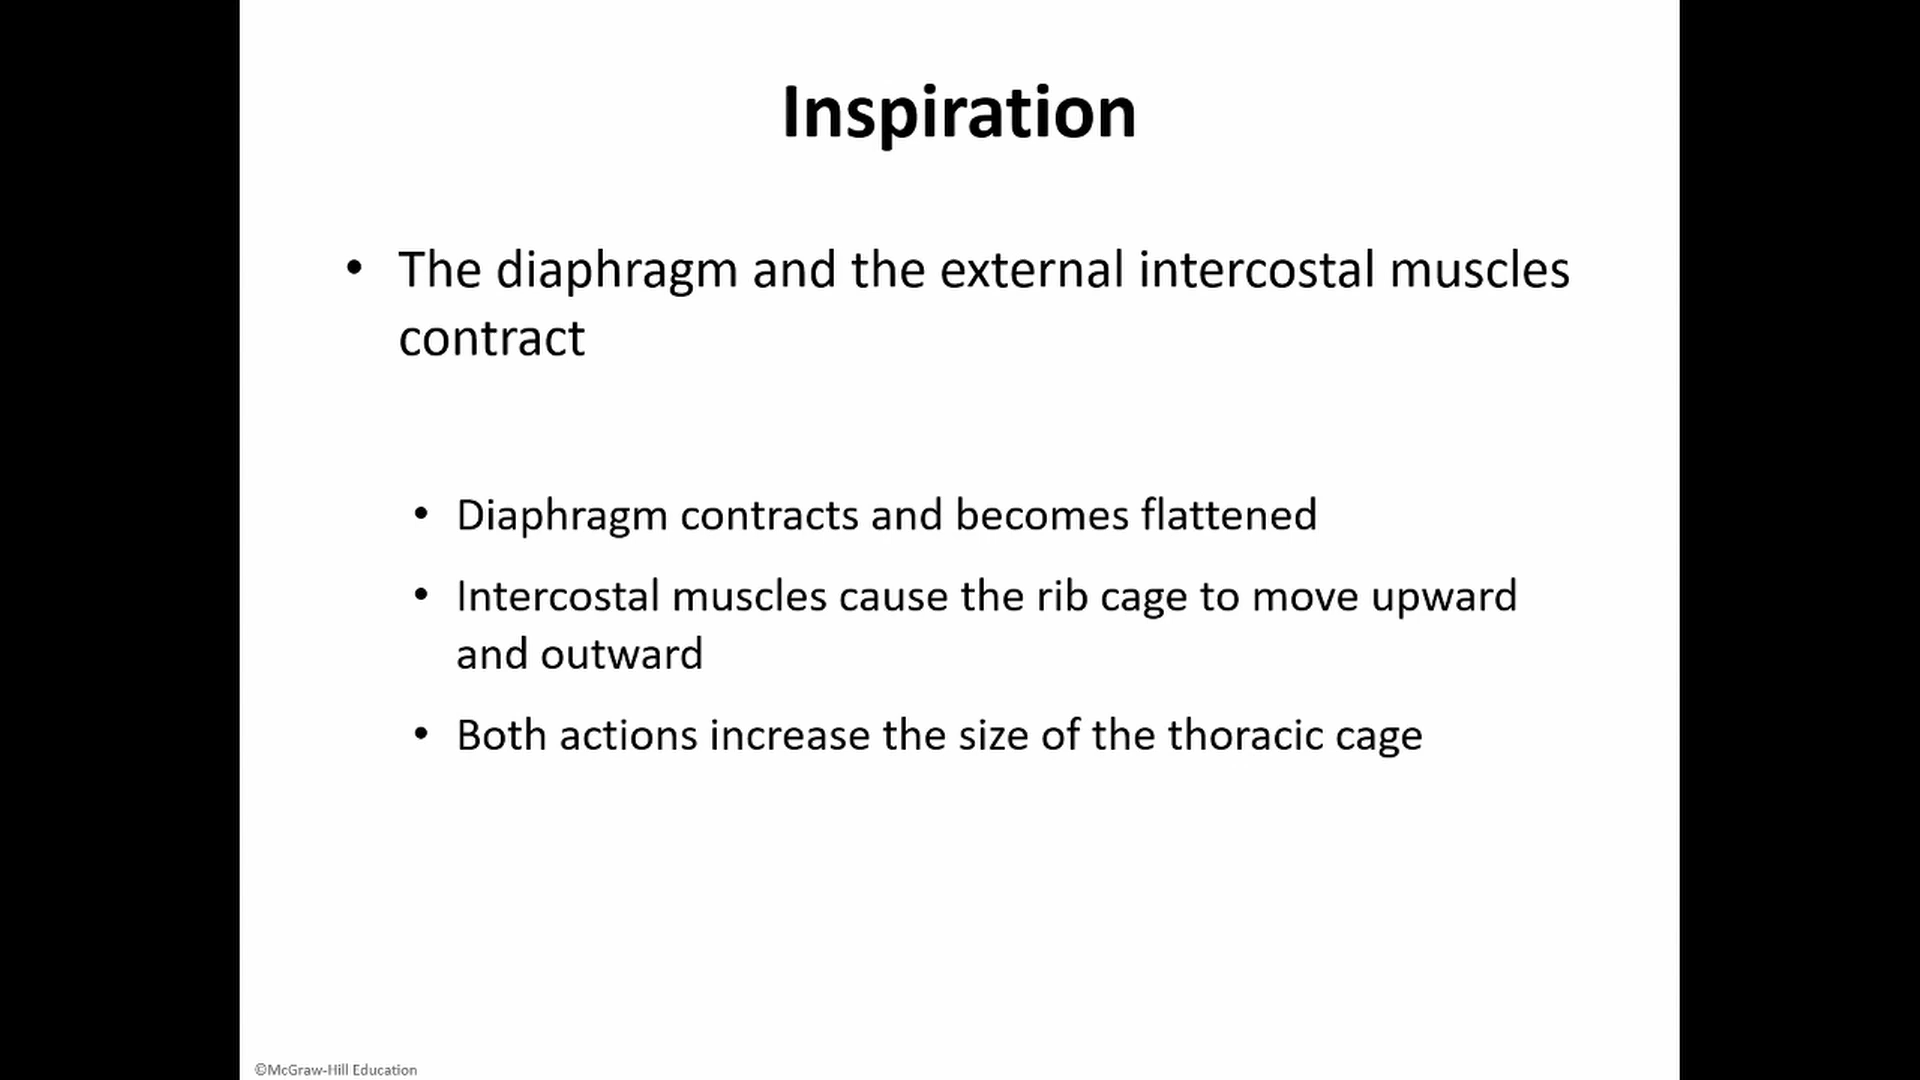 Inspiration
• The diaphragm and the external intercostal muscles
contract
• Diaphragm contracts and becomes flattened
• Intercostal muscles cause the rib cage to move upward
and outward
• Both actions increase the size of the thoracic cage
©McGraw-Hill Education